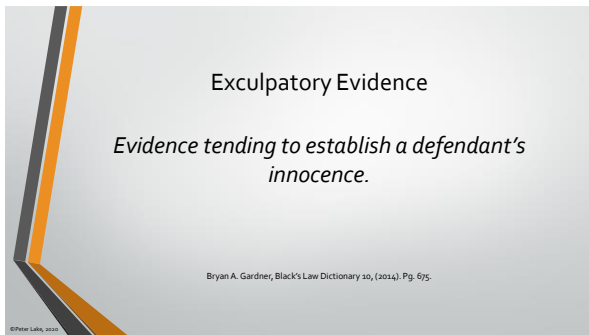 Exculpatory Evidence
Evidence tending to establish a defendant's
innocence.
Bryan A. Gardner, Black's Law Dictionary 10, (2014). Pg. 675.
©Peter Lake, 2020